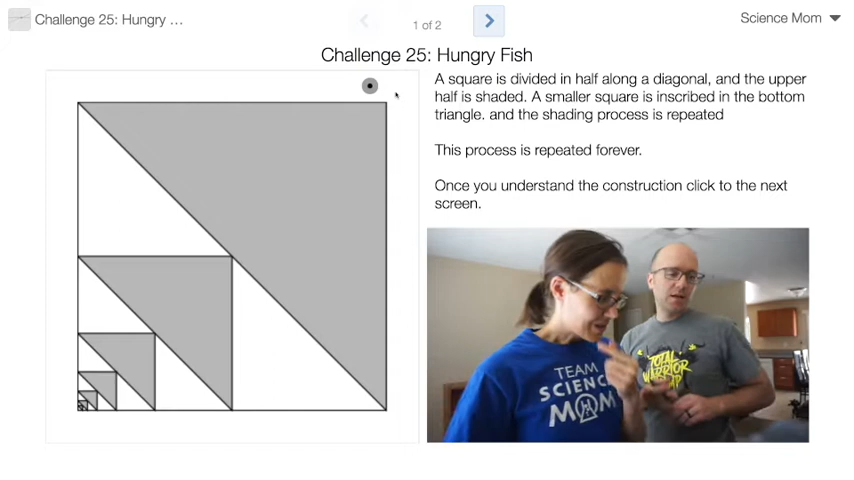 Challenge 25: Hungry ...
1 of 2
Science Mom
Challenge 25: Hungry Fish
A square is divided in half along a diagonal, and the upper
half is shaded. A smaller square is inscribed in the bottom
triangle. and the shading process is repeated
This process is repeated forever.
Once you understand the construction click to the next
screen.
TEAM
SCIENCE
MOM
TOTAL
WARRIOR